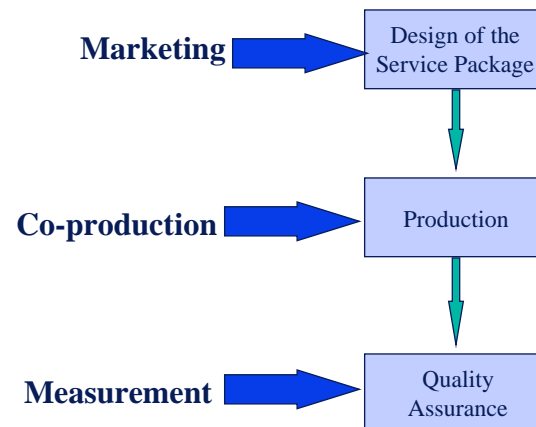 Marketing
Design of the
Service Package
Co-production
Production
Measurement
Quality
Assurance